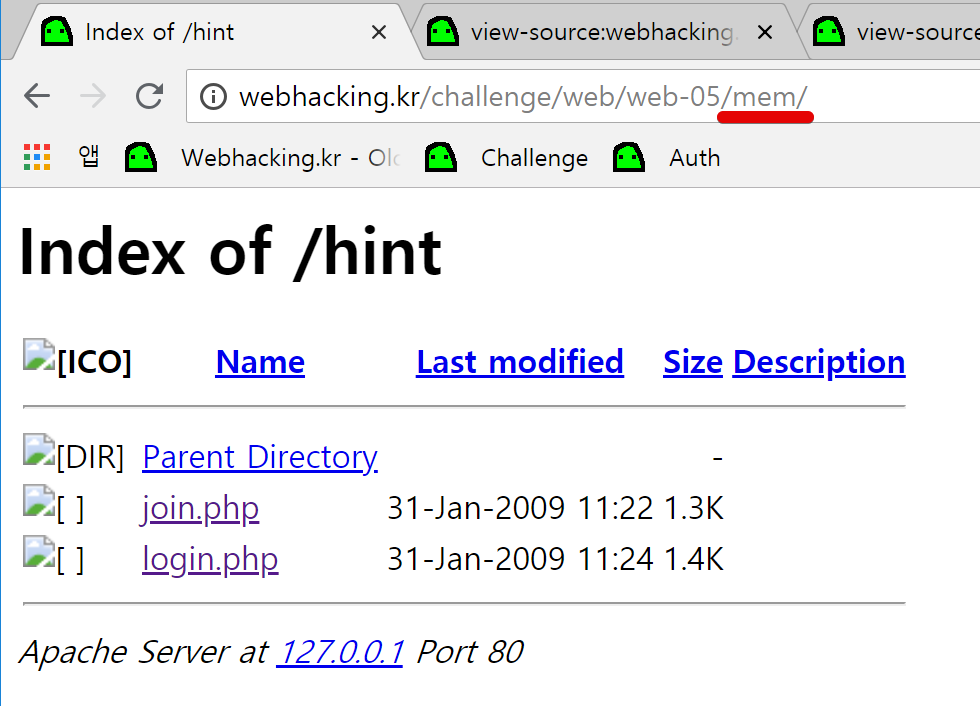 Index of /hint view-source:webhacking. view-source
webhacking.kr/challenge/web/web-05/mem/
앱 Webhacking.kr - Old Challenge Auth
Index of /hint
[ICO] Name Last modified Size Description
[DIR] Parent Directory -
[ ] join.php 31-Jan-2009 11:22 1.3K
[ ] login.php 31-Jan-2009 11:24 1.4K
Apache Server at 127.0.0.1 Port 80